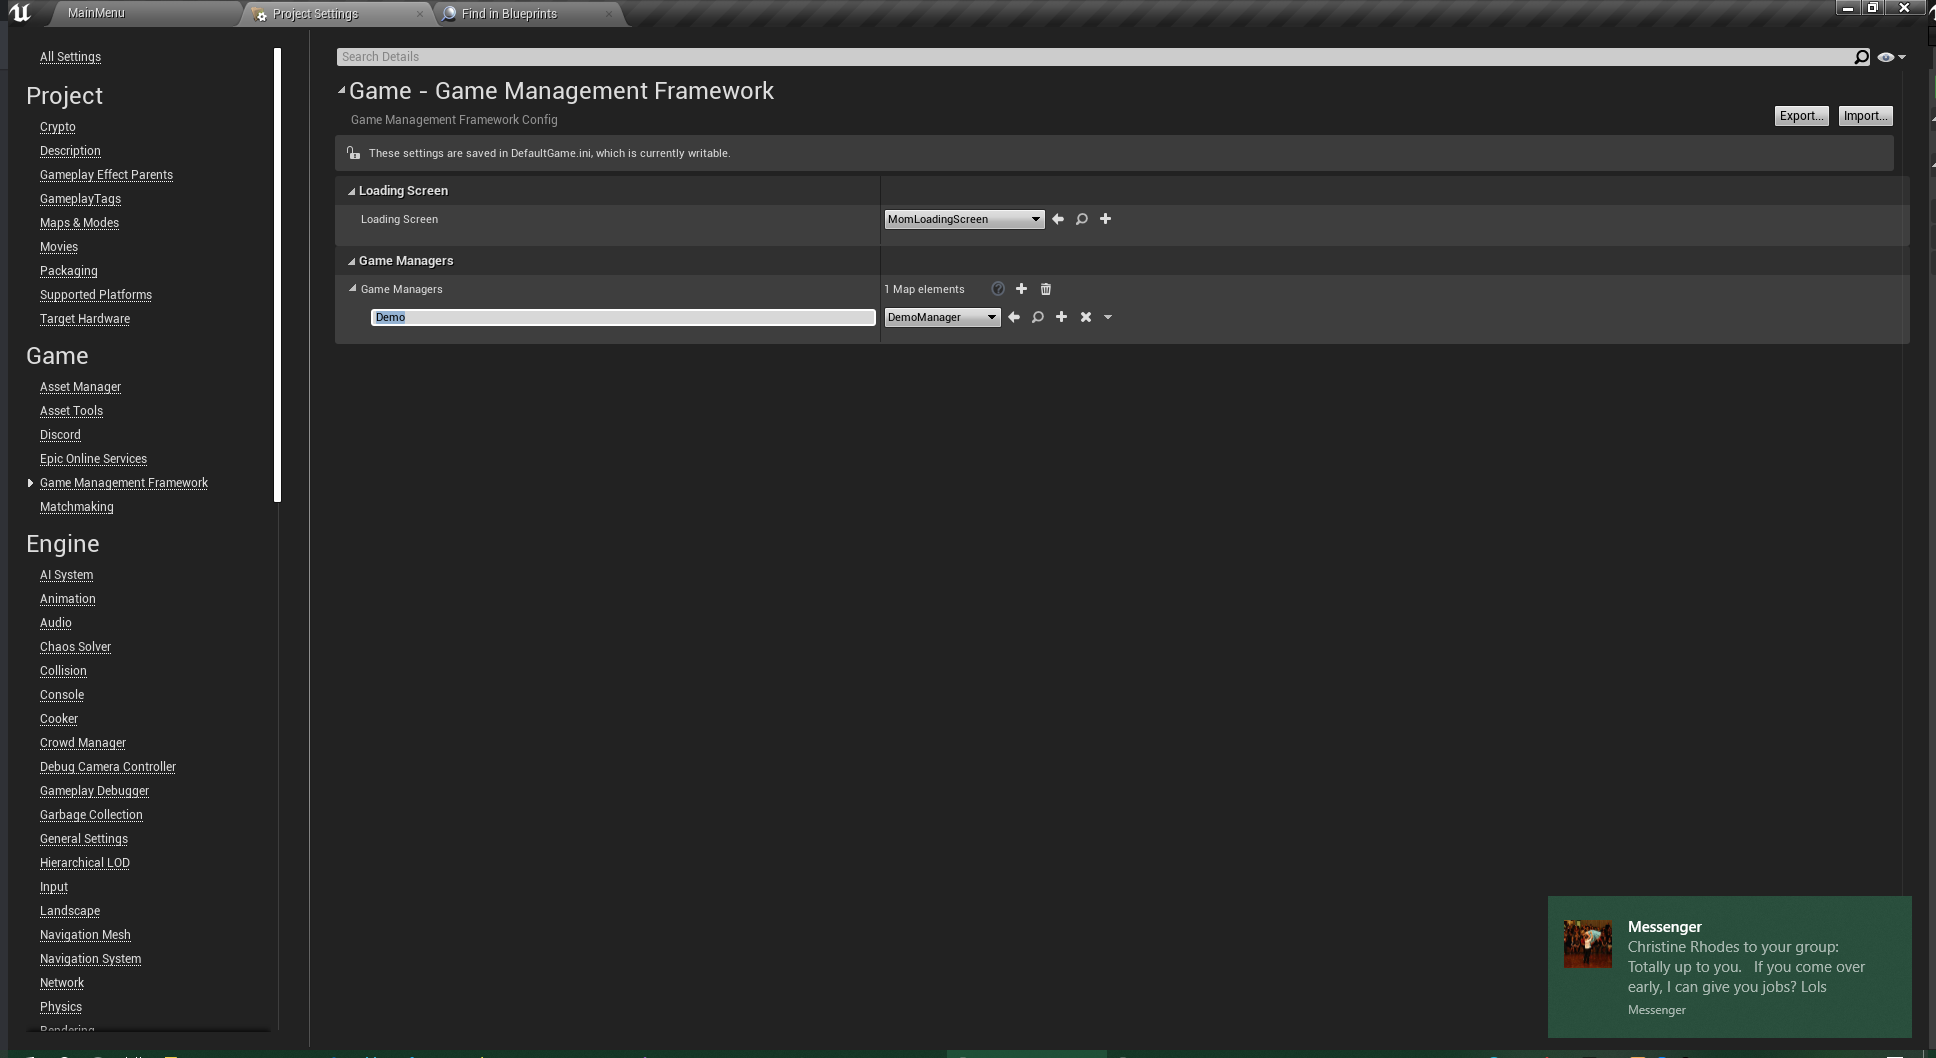 MainMenu
Project Settings
Find in Blueprints
All Settings
Project
Crypto
Description
Gameplay Effect Parents
GameplayTags
Maps & Modes
Movies
Packaging
Supported Platforms
Target Hardware
Game
Asset Manager
Asset Tools
Discord
Epic Online Services
Game Management Framework
Matchmaking
Engine
AI System
Animation
Audio
Chaos Solver
Collision
Console
Cooker
Crowd Manager
Debug Camera Controller
Gameplay Debugger
Garbage Collection
General Settings
Hierarchical LOD
Input
Landscape
Navigation Mesh
Navigation System
Network
Physics
Rendering
Search Details
Game - Game Management Framework
Game Management Framework Config
Export...
Import...
These settings are saved in DefaultGame.ini, which is currently writable.
Loading Screen
Loading Screen
MomLoadingScreen
Game Managers
Game Managers
1 Map elements
Demo
DemoManager
Messenger
Christine Rhodes to your group:
Totally up to you.   If you come over
early, I can give you jobs? Lols
Messenger